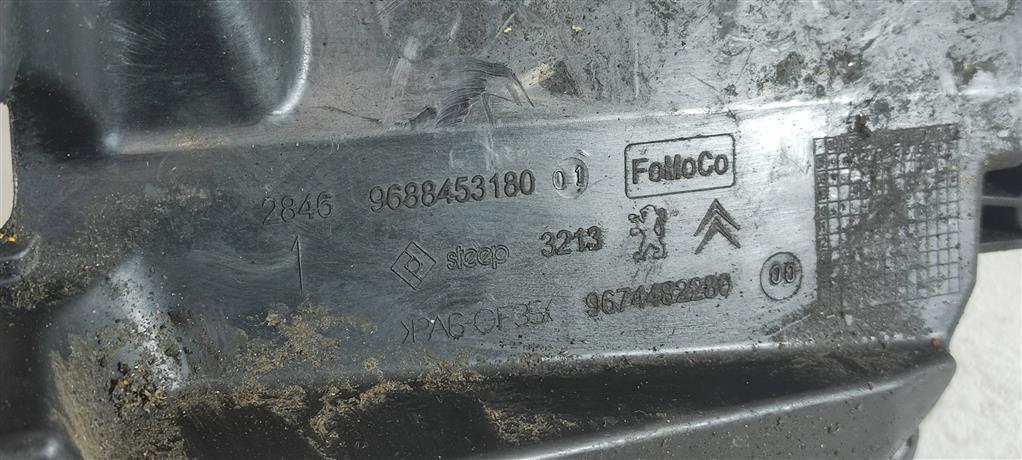 2846 9688453180 01 FoMoCo
steep 3213
>PA6-GF35< 9674482280 00